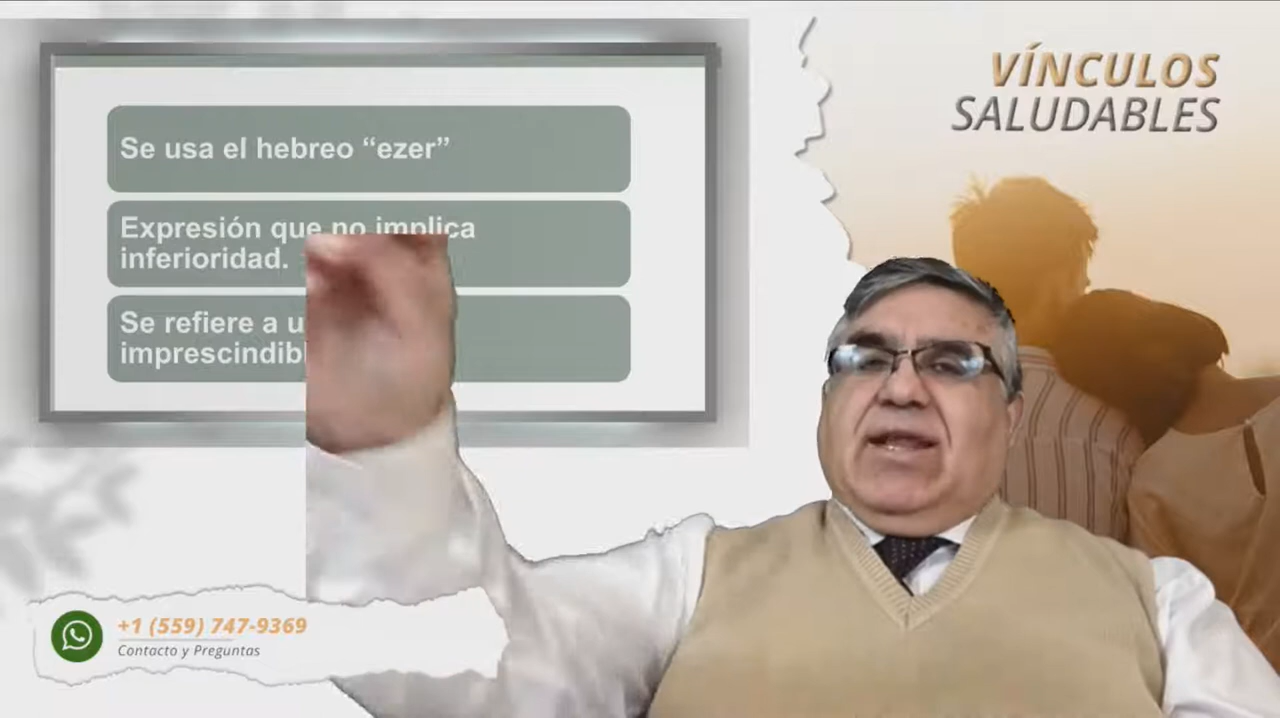 Se usa el hebreo “ezer”
Expresión que no implica
inferioridad.
Se refiere a
VÍNCULOS
SALUDABLES
+1 (559) 747-9369
Contacto y Preguntas